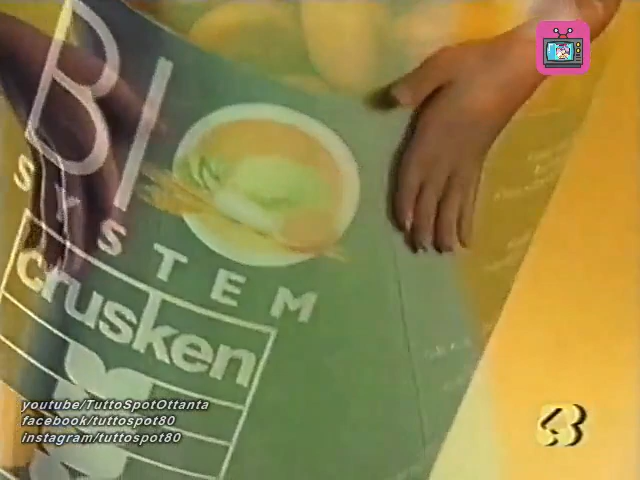 BIO
SYSTEM
crusken
youtube/TuttoSpotOttanta
facebook/tuttospot80
instagram/tuttospot80